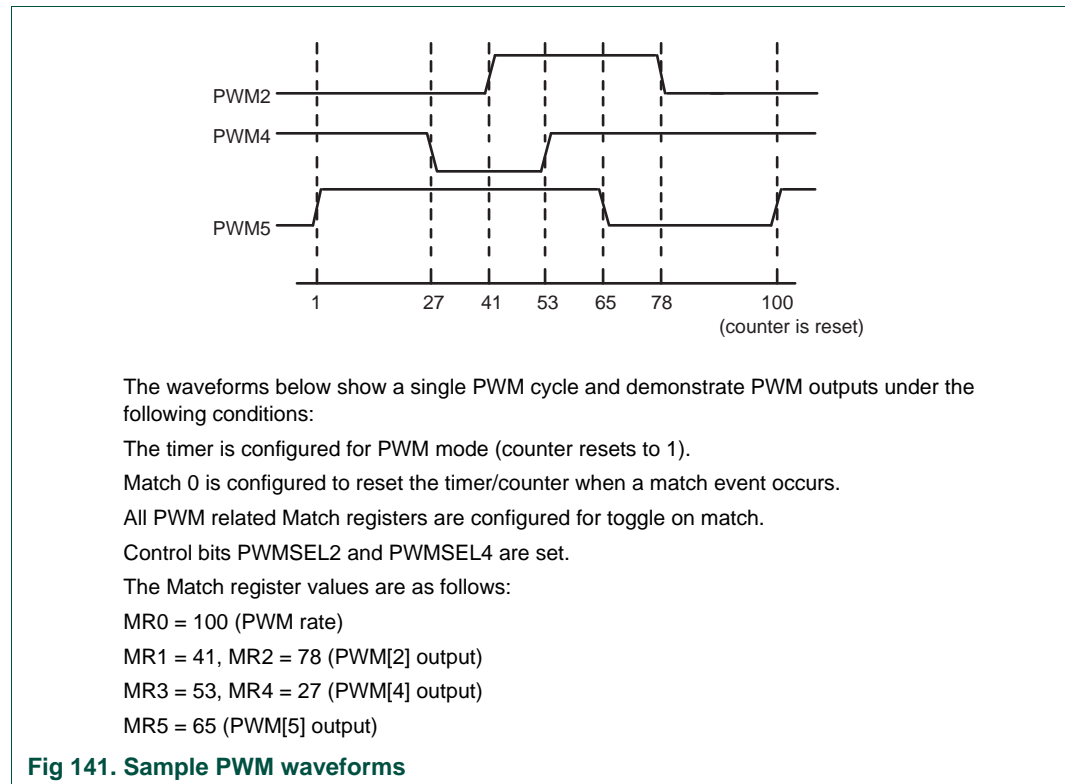 PWM2
PWM4
PWM5
1 27 41 53 65 78 100
(counter is reset)
The waveforms below show a single PWM cycle and demonstrate PWM outputs under the
following conditions:
The timer is configured for PWM mode (counter resets to 1).
Match 0 is configured to reset the timer/counter when a match event occurs.
All PWM related Match registers are configured for toggle on match.
Control bits PWMSEL2 and PWMSEL4 are set.
The Match register values are as follows:
MR0 = 100 (PWM rate)
MR1 = 41, MR2 = 78 (PWM[2] output)
MR3 = 53, MR4 = 27 (PWM[4] output)
MR5 = 65 (PWM[5] output)
Fig 141. Sample PWM waveforms